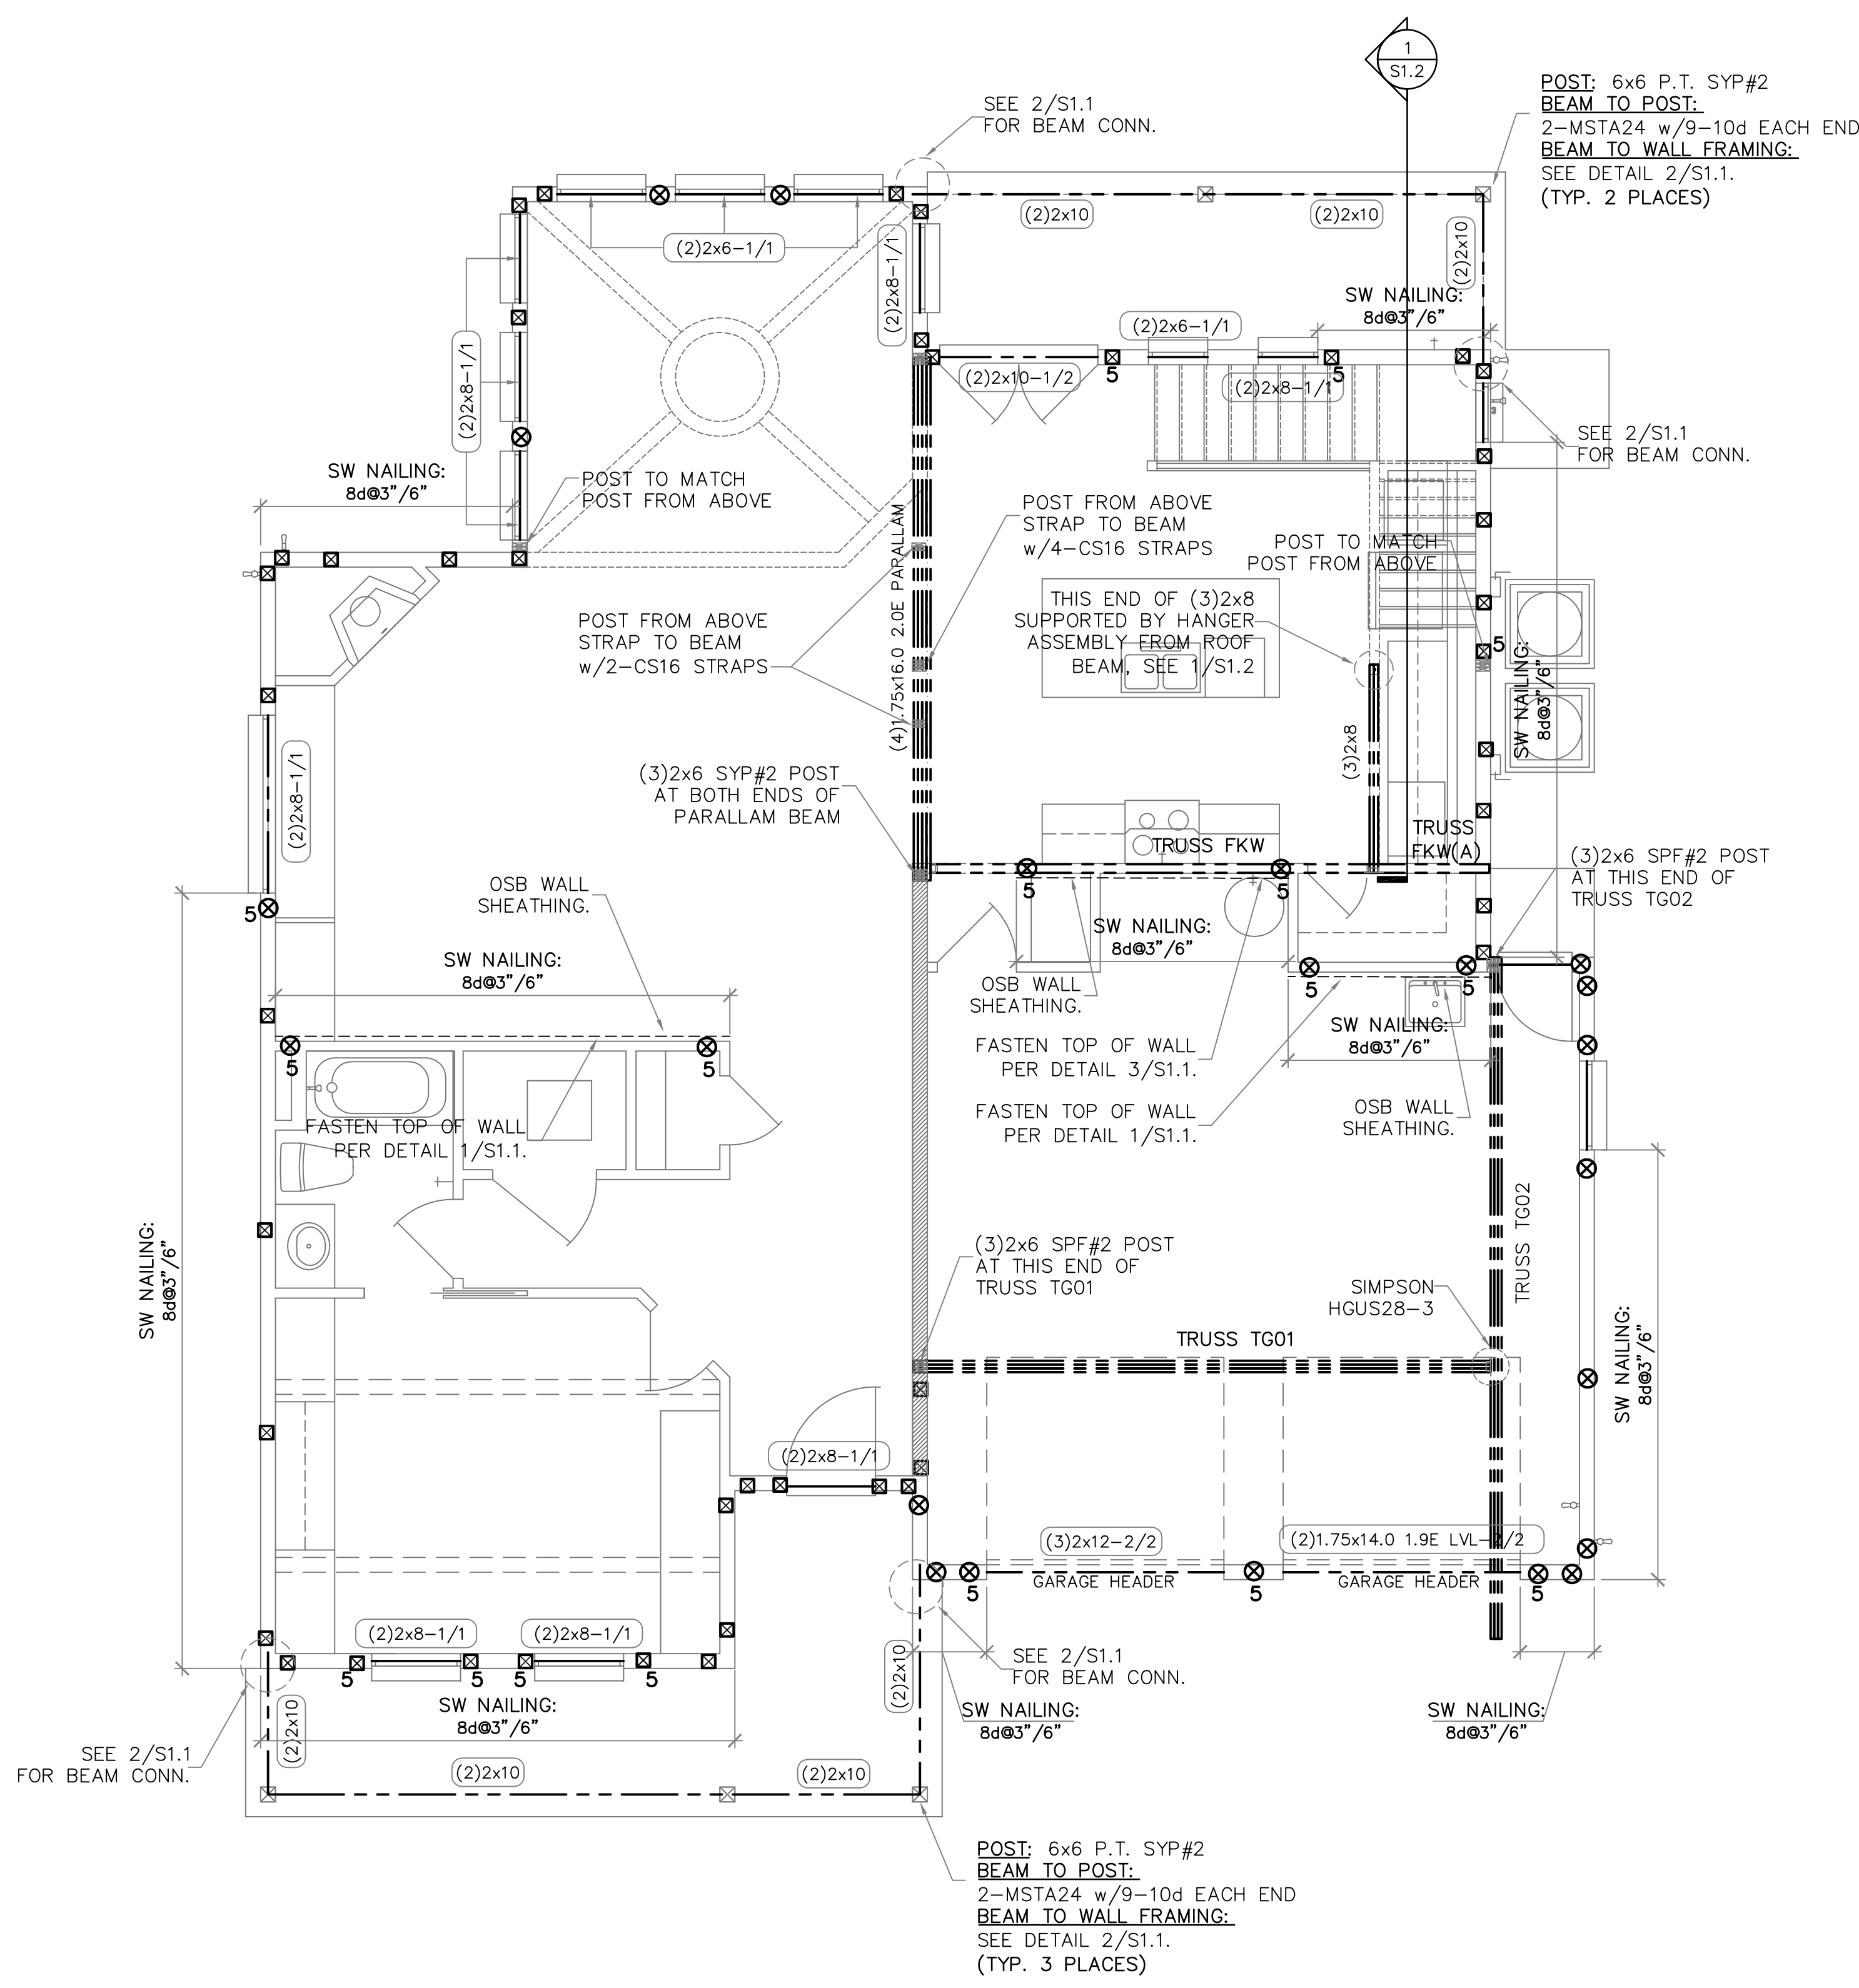 1
S1.2
POST: 6x6 P.T. SYP#2
BEAM TO POST:
2-MSTA24 w/9-10d EACH END
BEAM TO WALL FRAMING:
SEE DETAIL 2/S1.1.
(TYP. 2 PLACES)
SEE 2/S1.1
FOR BEAM CONN.
(2)2x10
(2)2x10
(2)2x10
(2)2x6-1/1
(2)2x8-1/1
SW NAILING:
8d@3"/6"
(2)2x6-1/1
(2)2x10-1/2
(2)2x8-1/1
5
5
(2)2x8-1/1
SEE 2/S1.1
FOR BEAM CONN.
SW NAILING:
8d@3"/6"
POST TO MATCH
POST FROM ABOVE
POST FROM ABOVE
STRAP TO BEAM
w/4-CS16 STRAPS
POST TO MATCH
POST FROM ABOVE
(4)1.75x16.0 2.0E PARALLAM
THIS END OF (3)2x8
SUPPORTED BY HANGER
ASSEMBLY FROM ROOF
BEAM, SEE 1/S1.2
POST FROM ABOVE
STRAP TO BEAM
w/2-CS16 STRAPS
5
SW NAILING:
8d@3"/6"
(3)2x8
(2)2x8-1/1
(3)2x6 SYP#2 POST
AT BOTH ENDS OF
PARALLAM BEAM
TRUSS FKW
TRUSS
FKW(A)
(3)2x6 SPF#2 POST
AT THIS END OF
TRUSS TG02
5
5
5
OSB WALL
SHEATHING.
SW NAILING:
8d@3"/6"
SW NAILING:
8d@3"/6"
OSB WALL
SHEATHING.
5
5
SW NAILING:
8d@3"/6"
5
5
FASTEN TOP OF WALL
PER DETAIL 3/S1.1.
FASTEN TOP OF WALL
PER DETAIL 1/S1.1.
OSB WALL
SHEATHING.
FASTEN TOP OF WALL
PER DETAIL 1/S1.1.
SW NAILING:
8d@3"/6"
(3)2x6 SPF#2 POST
AT THIS END OF
TRUSS TG01
TRUSS TG02
SIMPSON
HGUS28-3
TRUSS TG01
SW NAILING:
8d@3"/6"
(2)2x8-1/1
(3)2x12-2/2
(2)1.75x14.0 1.9E LVL-2/2
GARAGE HEADER
GARAGE HEADER
5
5
5
(2)2x8-1/1
(2)2x8-1/1
5
5
5
5
SEE 2/S1.1
FOR BEAM CONN.
(2)2x10
SW NAILING:
8d@3"/6"
SW NAILING:
8d@3"/6"
SW NAILING:
8d@3"/6"
(2)2x10
SEE 2/S1.1
FOR BEAM CONN.
(2)2x10
(2)2x10
POST: 6x6 P.T. SYP#2
BEAM TO POST:
2-MSTA24 w/9-10d EACH END
BEAM TO WALL FRAMING:
SEE DETAIL 2/S1.1.
(TYP. 3 PLACES)